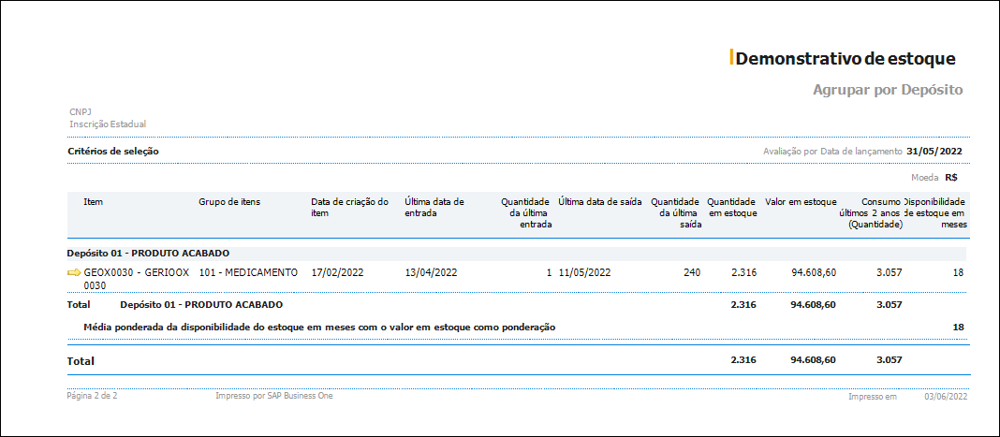 Demonstrativo de estoque
Agrupar por Depósito
CNPJ
Inscrição Estadual
Critérios de seleção Avaliação por Data de lançamento 31/05/2022
Moeda R$
Item Grupo de itens Data de criação do Última data de Quantidade Última data de saída Quantidade Quantidade Valor em estoque Consumo Disponibilidade
item entrada da última da última em estoque últimos 2 anos de estoque em
entrada saída (Quantidade) meses
Depósito 01 - PRODUTO ACABADO
GEOX0030 - GERIOOX 101 - MEDICAMENTO 17/02/2022 13/04/2022 1 11/05/2022 240 2.316 94.608,60 3.057 18
0030
Total Depósito 01 - PRODUTO ACABADO 2.316 94.608,60 3.057
Média ponderada da disponibilidade do estoque em meses com o valor em estoque como ponderação 18
Total 2.316 94.608,60 3.057
Página 2 de 2 Impresso por SAP Business One Impresso em 03/06/2022